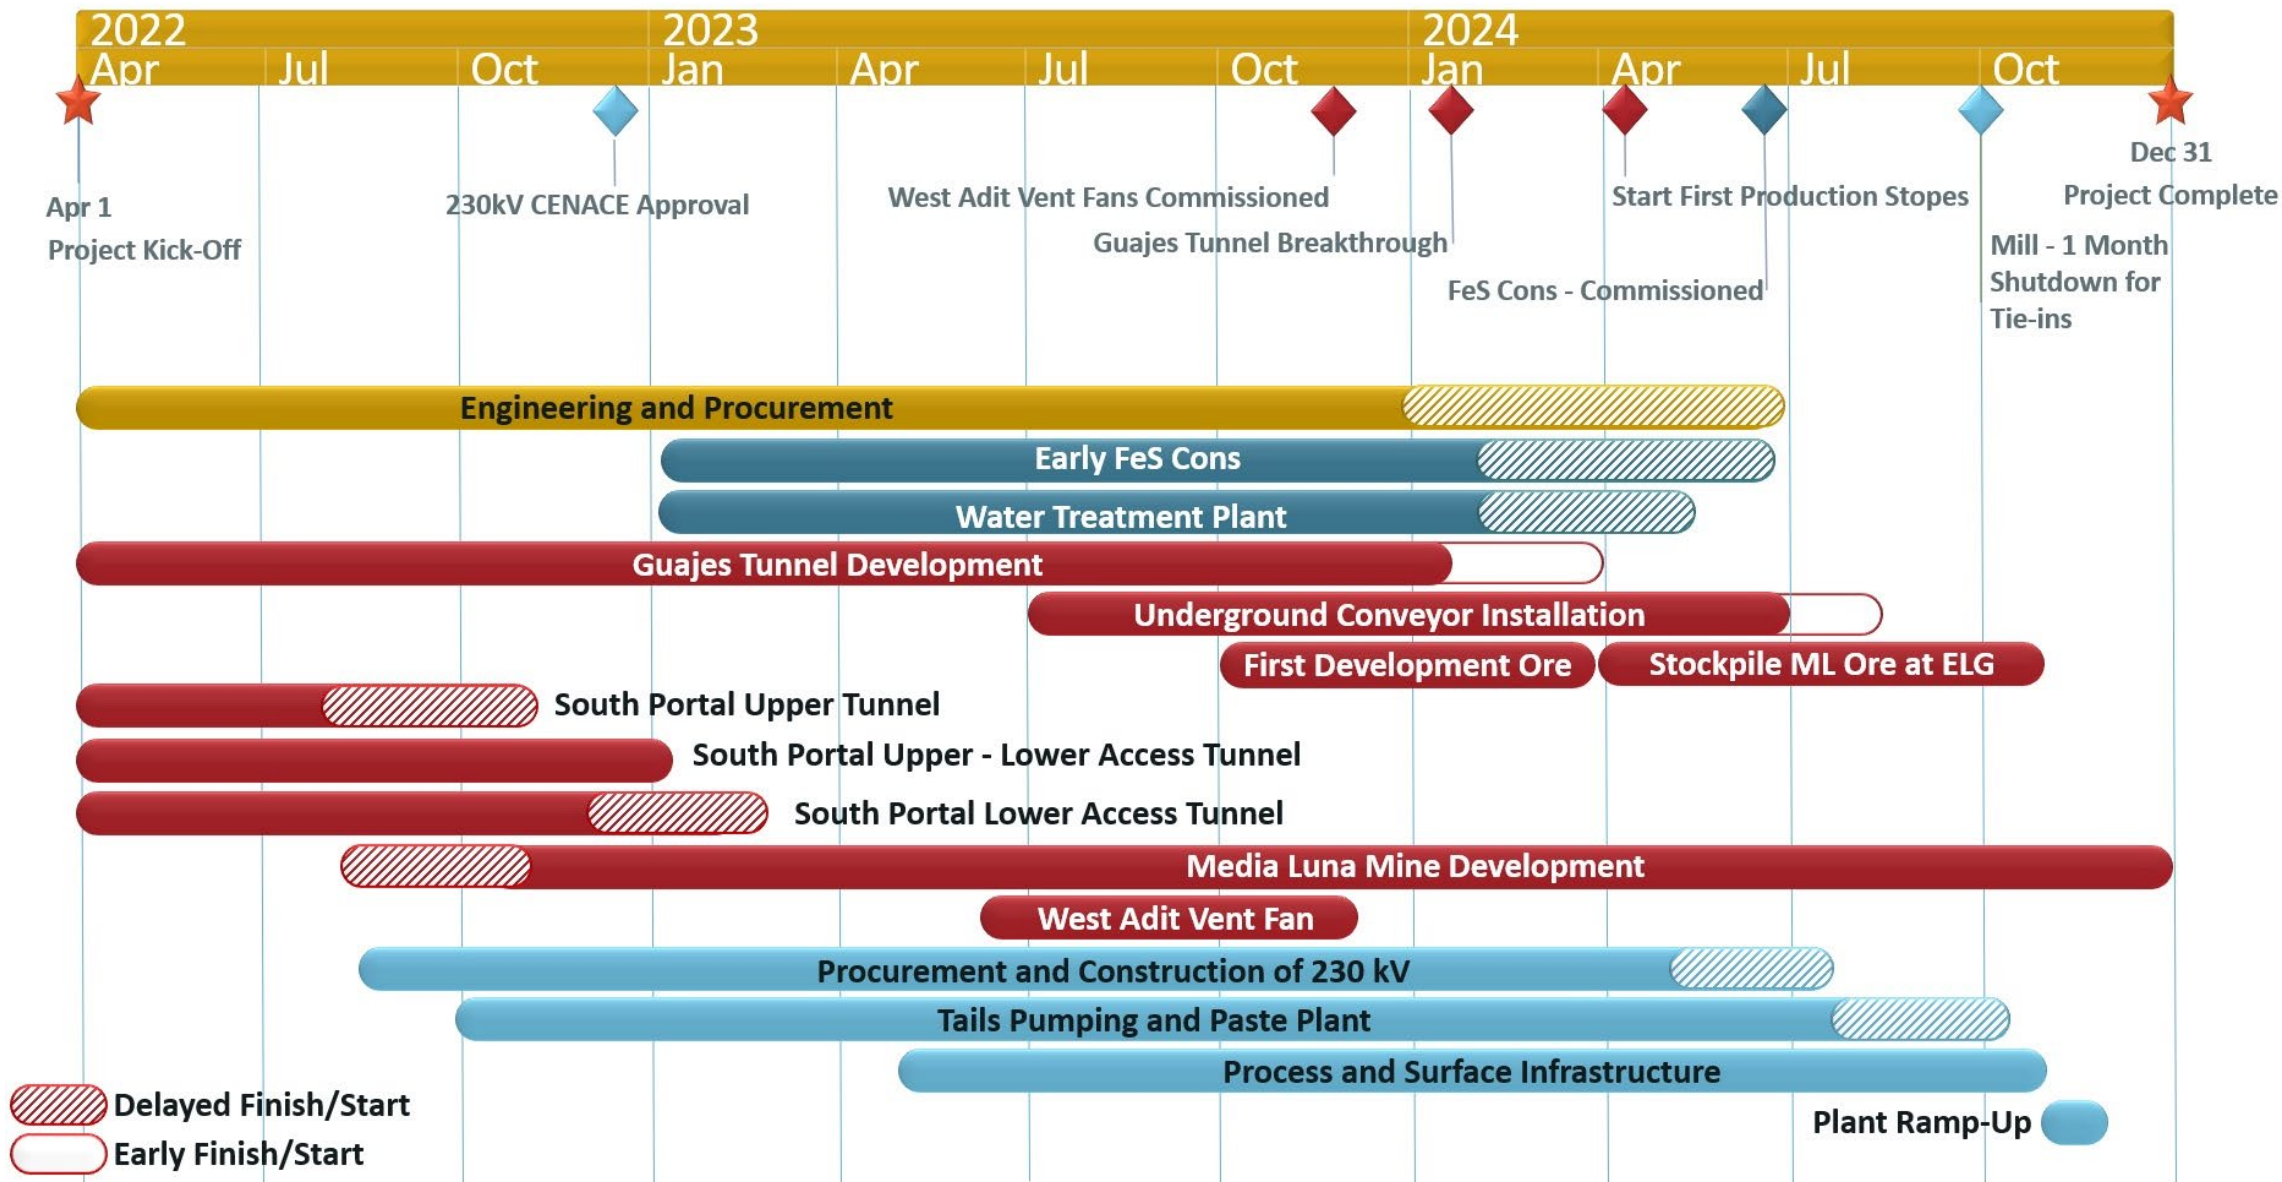 2022 2023 2024
Apr Jul Oct Jan Apr Jul Oct Jan Apr Jul Oct
Apr 1
Project Kick-Off
230kV CENACE Approval
West Adit Vent Fans Commissioned
Guajes Tunnel Breakthrough
Start First Production Stopes
FeS Cons - Commissioned
Mill - 1 Month
Shutdown for
Tie-ins
Dec 31
Project Complete
Engineering and Procurement
Early FeS Cons
Water Treatment Plant
Guajes Tunnel Development
Underground Conveyor Installation
First Development Ore
Stockpile ML Ore at ELG
South Portal Upper Tunnel
South Portal Upper - Lower Access Tunnel
South Portal Lower Access Tunnel
Media Luna Mine Development
West Adit Vent Fan
Procurement and Construction of 230 kV
Tails Pumping and Paste Plant
Process and Surface Infrastructure
Plant Ramp-Up
Delayed Finish/Start
Early Finish/Start